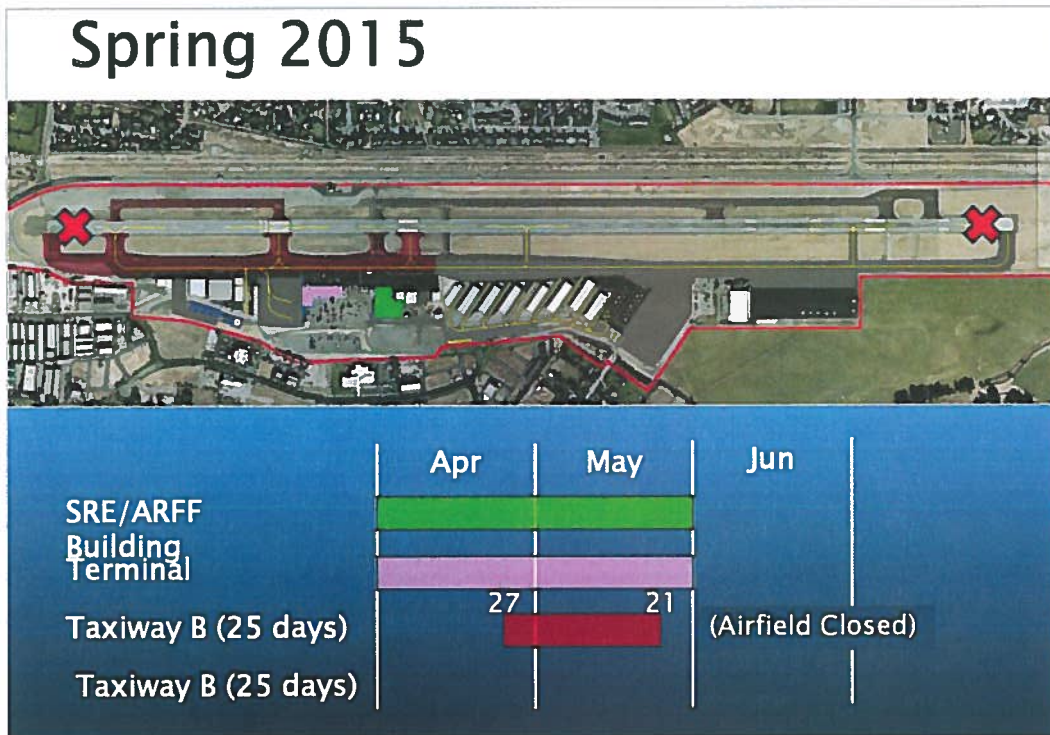 Spring 2015
Apr May Jun
SRE/ARFF
Building
Terminal
27 21
Taxiway B (25 days) (Airfield Closed)
Taxiway B (25 days)